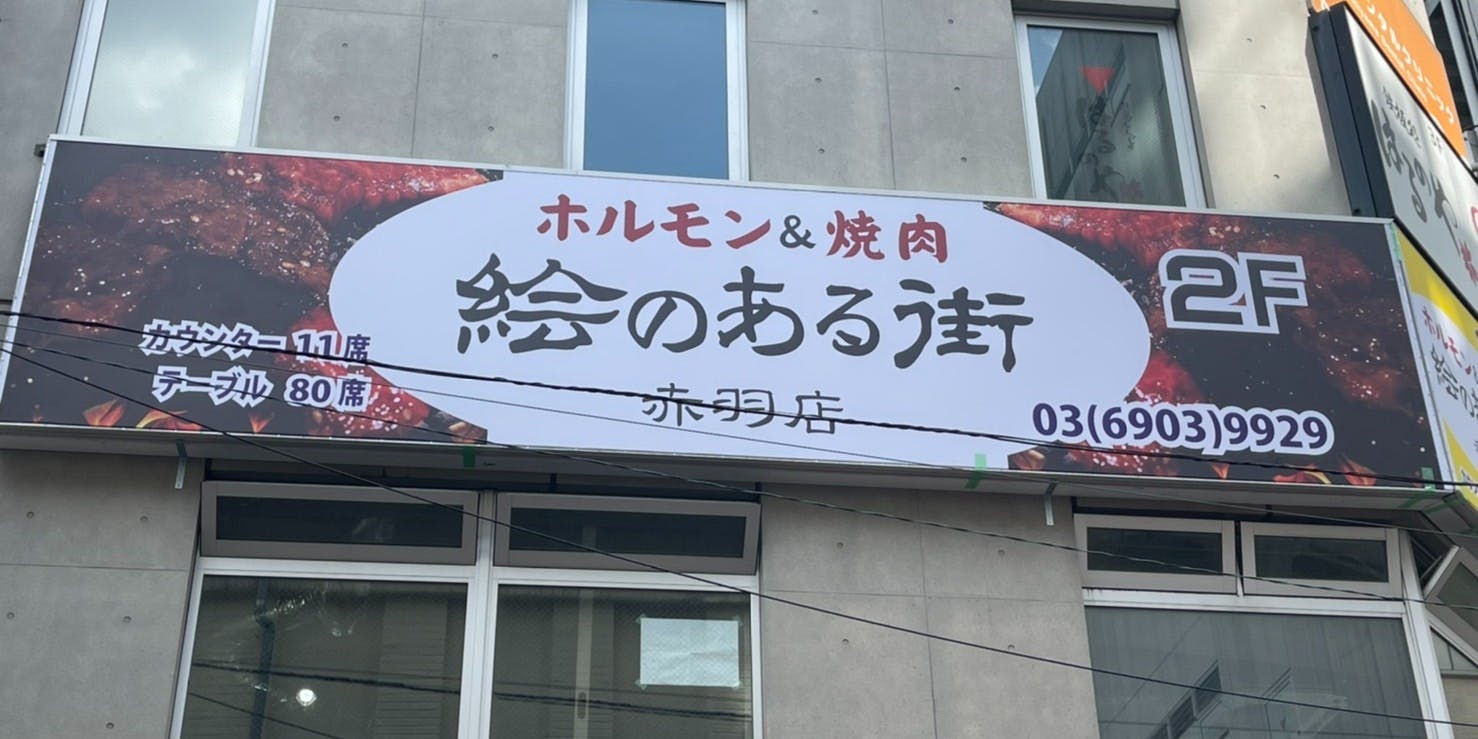 ホルモン&焼肉
絵のある街
赤羽店
2F
カウンター 11席
テーブル 80席
03(6903)9929